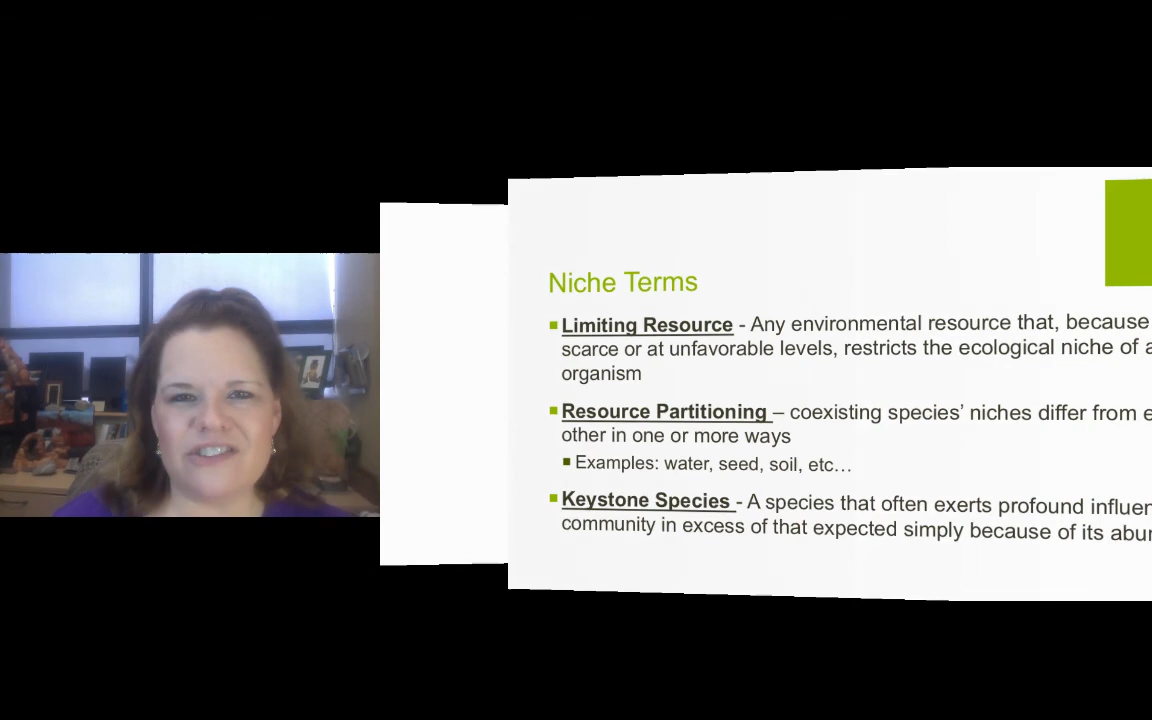 Niche Terms
Limiting Resource - Any environmental resource that, because
scarce or at unfavorable levels, restricts the ecological niche of
organism
Resource Partitioning – coexisting species’ niches differ from
other in one or more ways
Examples: water, seed, soil, etc…
Keystone Species - A species that often exerts profound
community in excess of that expected simply because of its